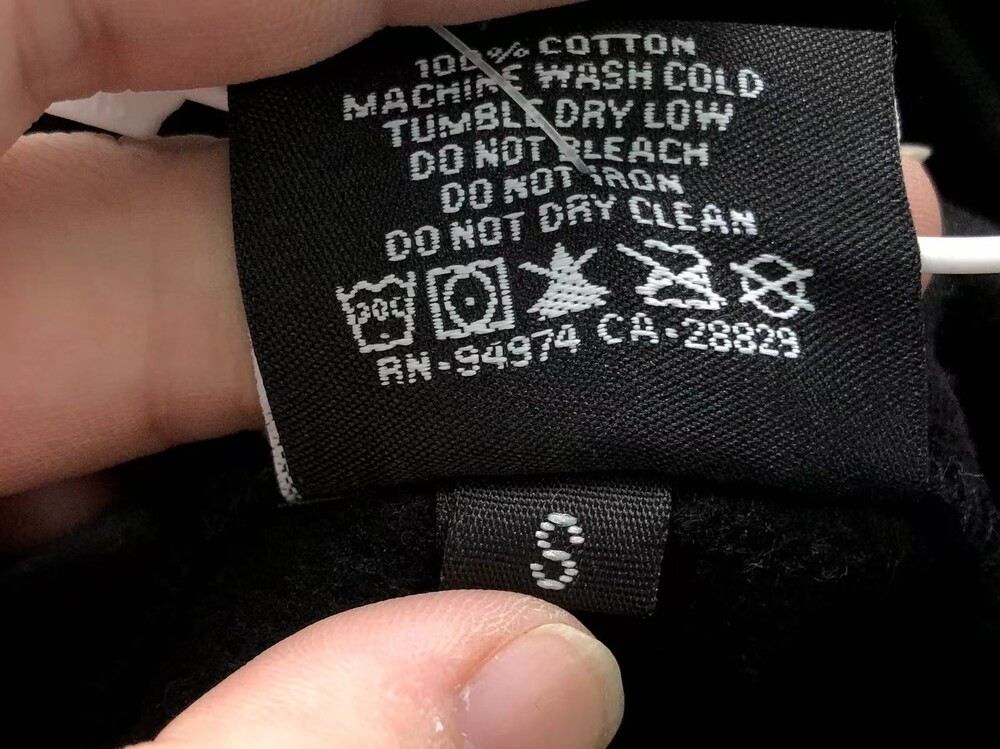 100% COTTON
MACHINE WASH COLD
TUMBLE DRY LOW
DO NOT BLEACH
DO NOT IRON
DO NOT DRY CLEAN
30C
RN-94974 CA-28829
S